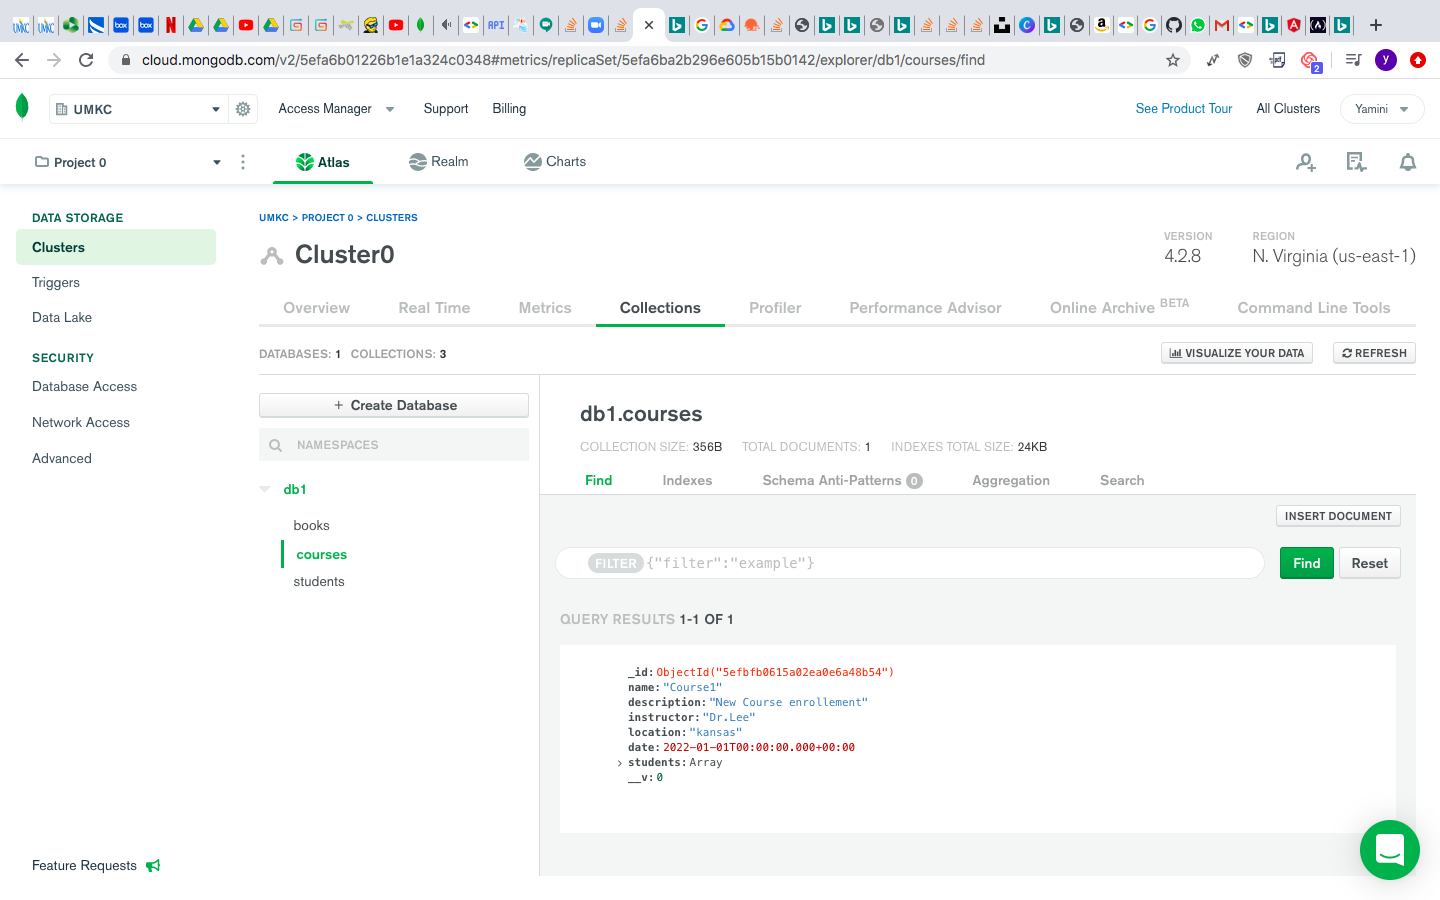 cloud.mongodb.com/v2/5efa6b01226b1e1a324c0348#metrics/replicaSet/5efa6ba2b296e605b15b0142/explorer/db1/courses/find
2
y
UMKC
Access Manager
Support
Billing
See Product Tour
All Clusters
Yamini
Project 0
Atlas
Realm
Charts
DATA STORAGE
Clusters
Triggers
Data Lake
SECURITY
Database Access
Network Access
Advanced
Feature Requests
UMKC > PROJECT 0 > CLUSTERS
Cluster0
VERSION
4.2.8
REGION
N. Virginia (us-east-1)
Overview
Real Time
Metrics
Collections
Profiler
Performance Advisor
Online Archive BETA
Command Line Tools
DATABASES: 1 COLLECTIONS: 3
VISUALIZE YOUR DATA
REFRESH
+ Create Database
NAMESPACES
db1
books
courses
students
db1.courses
COLLECTION SIZE: 356B TOTAL DOCUMENTS: 1 INDEXES TOTAL SIZE: 24KB
Find
Indexes
Schema Anti-Patterns 0
Aggregation
Search
INSERT DOCUMENT
FILTER {"filter":"example"}
Find
Reset
QUERY RESULTS 1-1 OF 1
_id: ObjectId("5efbfb0615a02ea0e6a48b54")
name: "Course1"
description: "New Course enrollement"
instructor: "Dr.Lee"
location: "kansas"
date: 2022-01-01T00:00:00.000+00:00
students: Array
__v: 0